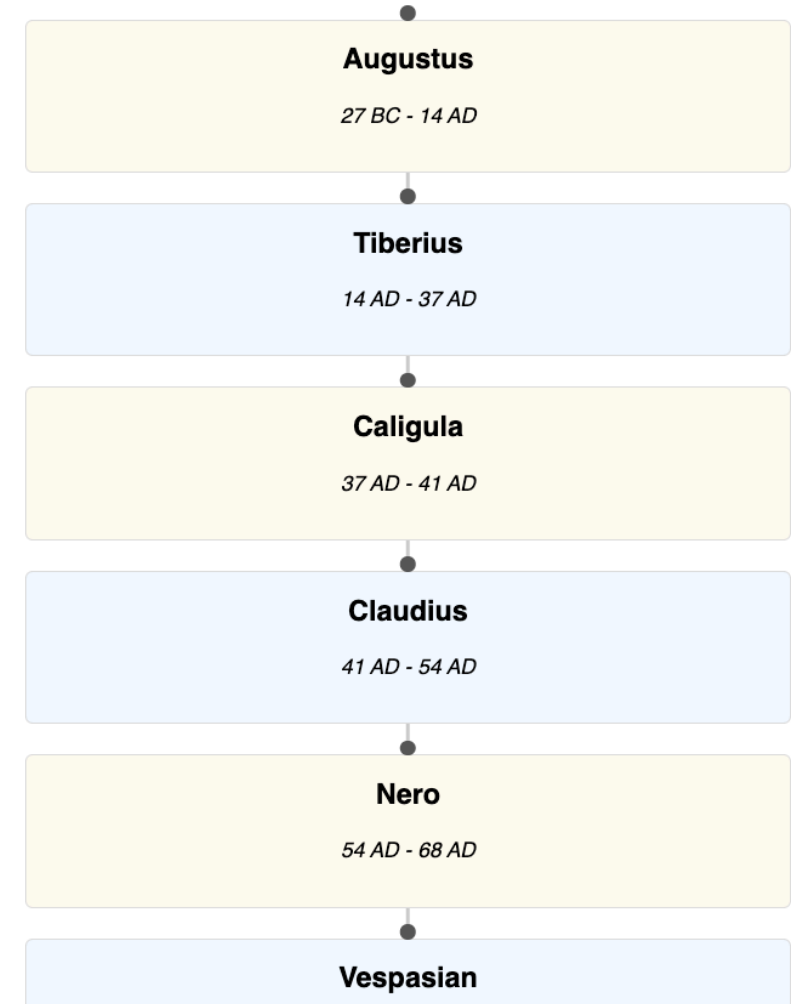 Augustus
27 BC - 14 AD
Tiberius
14 AD - 37 AD
Caligula
37 AD - 41 AD
Claudius
41 AD - 54 AD
Nero
54 AD - 68 AD
Vespasian